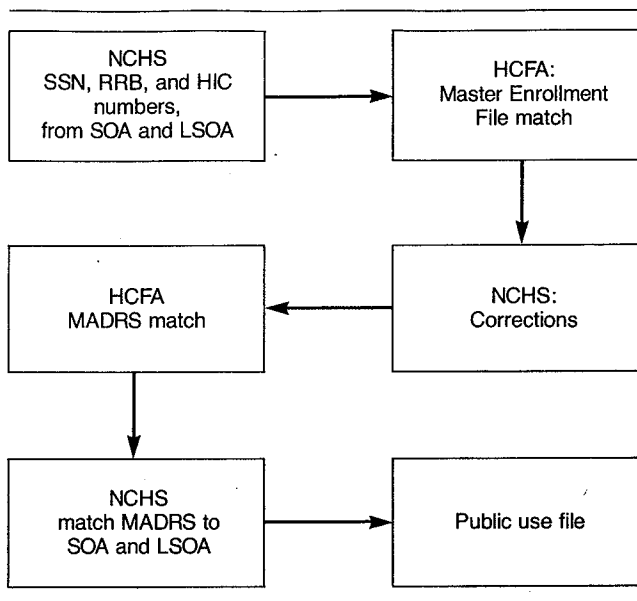 NCHS
SSN, RRB, and HIC
numbers,
from SOA and LSOA
HCFA:
Master Enrollment
File match
NCHS:
Corrections
HCFA
MADRS match
NCHS
match MADRS to
SOA and LSOA
Public use file